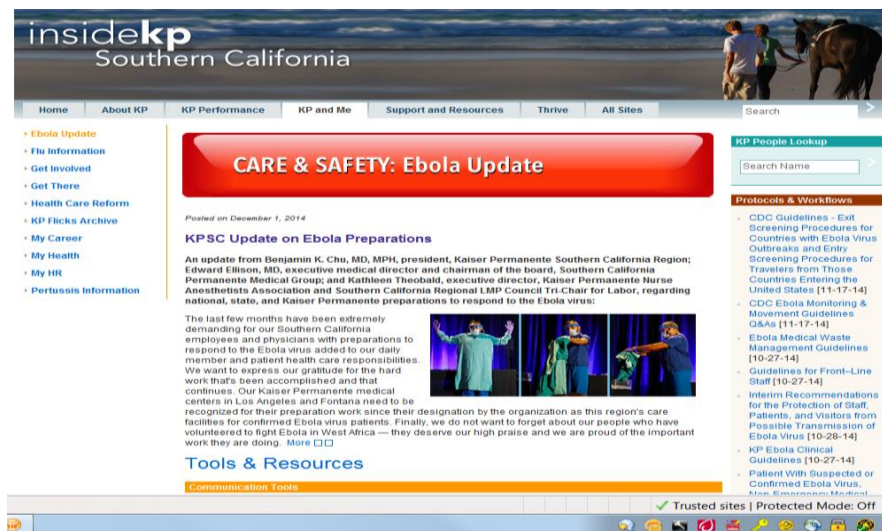 insidekp
Southern California
Home About KP KP Performance KP and Me Support and Resources Thrive All Sites
Search
Ebola Update
Flu Information
Get Involved
Get There
Health Care Reform
KP Flicks Archive
My Career
My Health
My HR
Pertussis Information
CARE & SAFETY: Ebola Update
Posted on December 1, 2014
KPSC Update on Ebola Preparations
An update from Benjamin K. Chu, MD, MPH, president, Kaiser Permanente Southern California Region;
Edward Ellison, MD, executive medical director and chairman of the board, Southern California
Permanente Medical Group; and Kathleen Theobald, executive director, Kaiser Permanente Nurse
Anesthetists Association and Southern California Regional LMP Council Tri-Chair for Labor, regarding
national, state, and Kaiser Permanente preparations to respond to the Ebola virus:
The last few months have been extremely
demanding for our Southern California
employees and physicians with preparations to
respond to the Ebola virus added to our daily
member and patient health care responsibilities.
We want to express our gratitude for the hard
work that's been accomplished and that
continues. Our Kaiser Permanente medical
centers in Los Angeles and Fontana need to be
recognized for their preparation work since their designation by the organization as this region's care
facilities for confirmed Ebola virus patients. Finally, we do not want to forget about our people who have
volunteered to fight Ebola in West Africa — they deserve our high praise and we are proud of the important
work they are doing. More
Tools & Resources
Communication Tools
KP People Lookup
Search Name
Protocols & Workflows
CDC Guidelines - Exit
Screening Procedures for
Countries with Ebola Virus
Outbreaks and Entry
Screening Procedures for
Travelers from Those
Countries Entering the
United States [11-17-14]
CDC Ebola Monitoring &
Movement Guidelines
Q&As [11-17-14]
Ebola Medical Waste
Management Guidelines
[10-27-14]
Guidelines for Front–Line
Staff [10-27-14]
Interim Recommendations
for the Protection of Staff,
Patients, and Visitors from
Possible Transmission of
Ebola Virus [10-28-14]
KP Ebola Clinical
Guidelines [10-27-14]
Patient With Suspected or
Confirmed Ebola Virus,
Non-Emergency Medical
Trusted sites | Protected Mode: Off